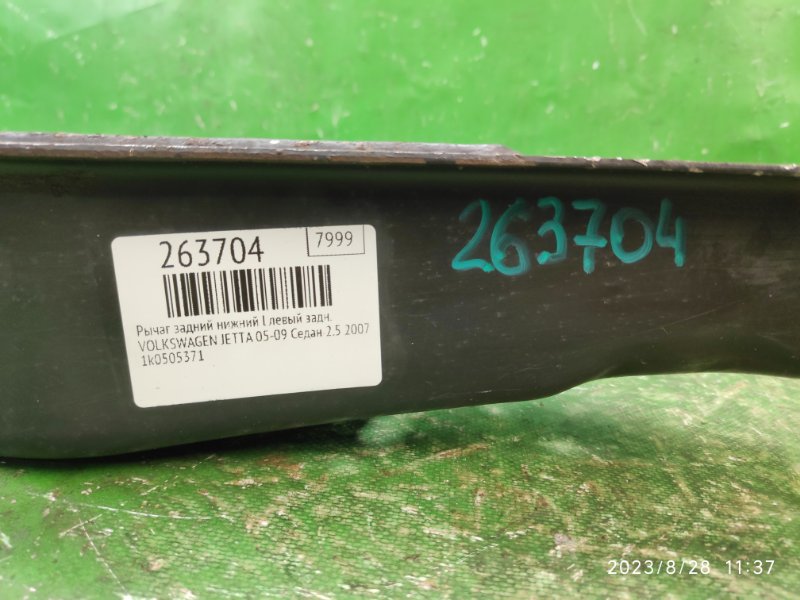 263704
7999
Рычаг задний нижний l левый задн.
VOLKSWAGEN JETTA 05-09 Седан 2.5 2007
1k0505371
263704
2023/8/28 11:37